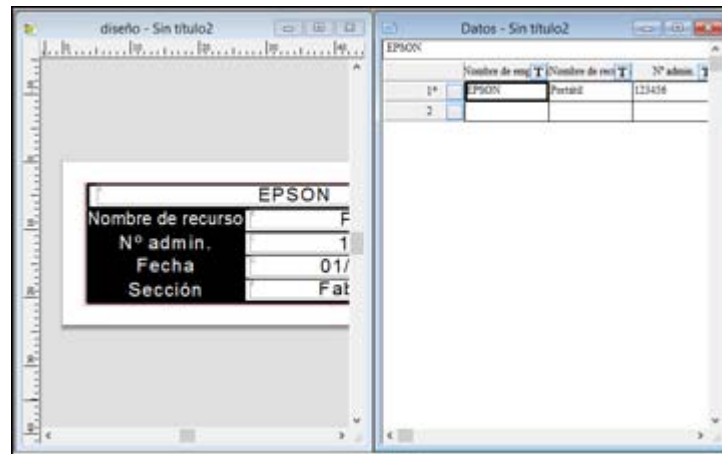 diseño - Sin título2
EPSON
Nombre de recurso
F
Nº admin.
1
Fecha
01/
Sección
Fab
Datos - Sin título2
EPSON
Nombre de emp T Nombre de reci T Nº admin. T
1* EPSON Portátil 123456
2